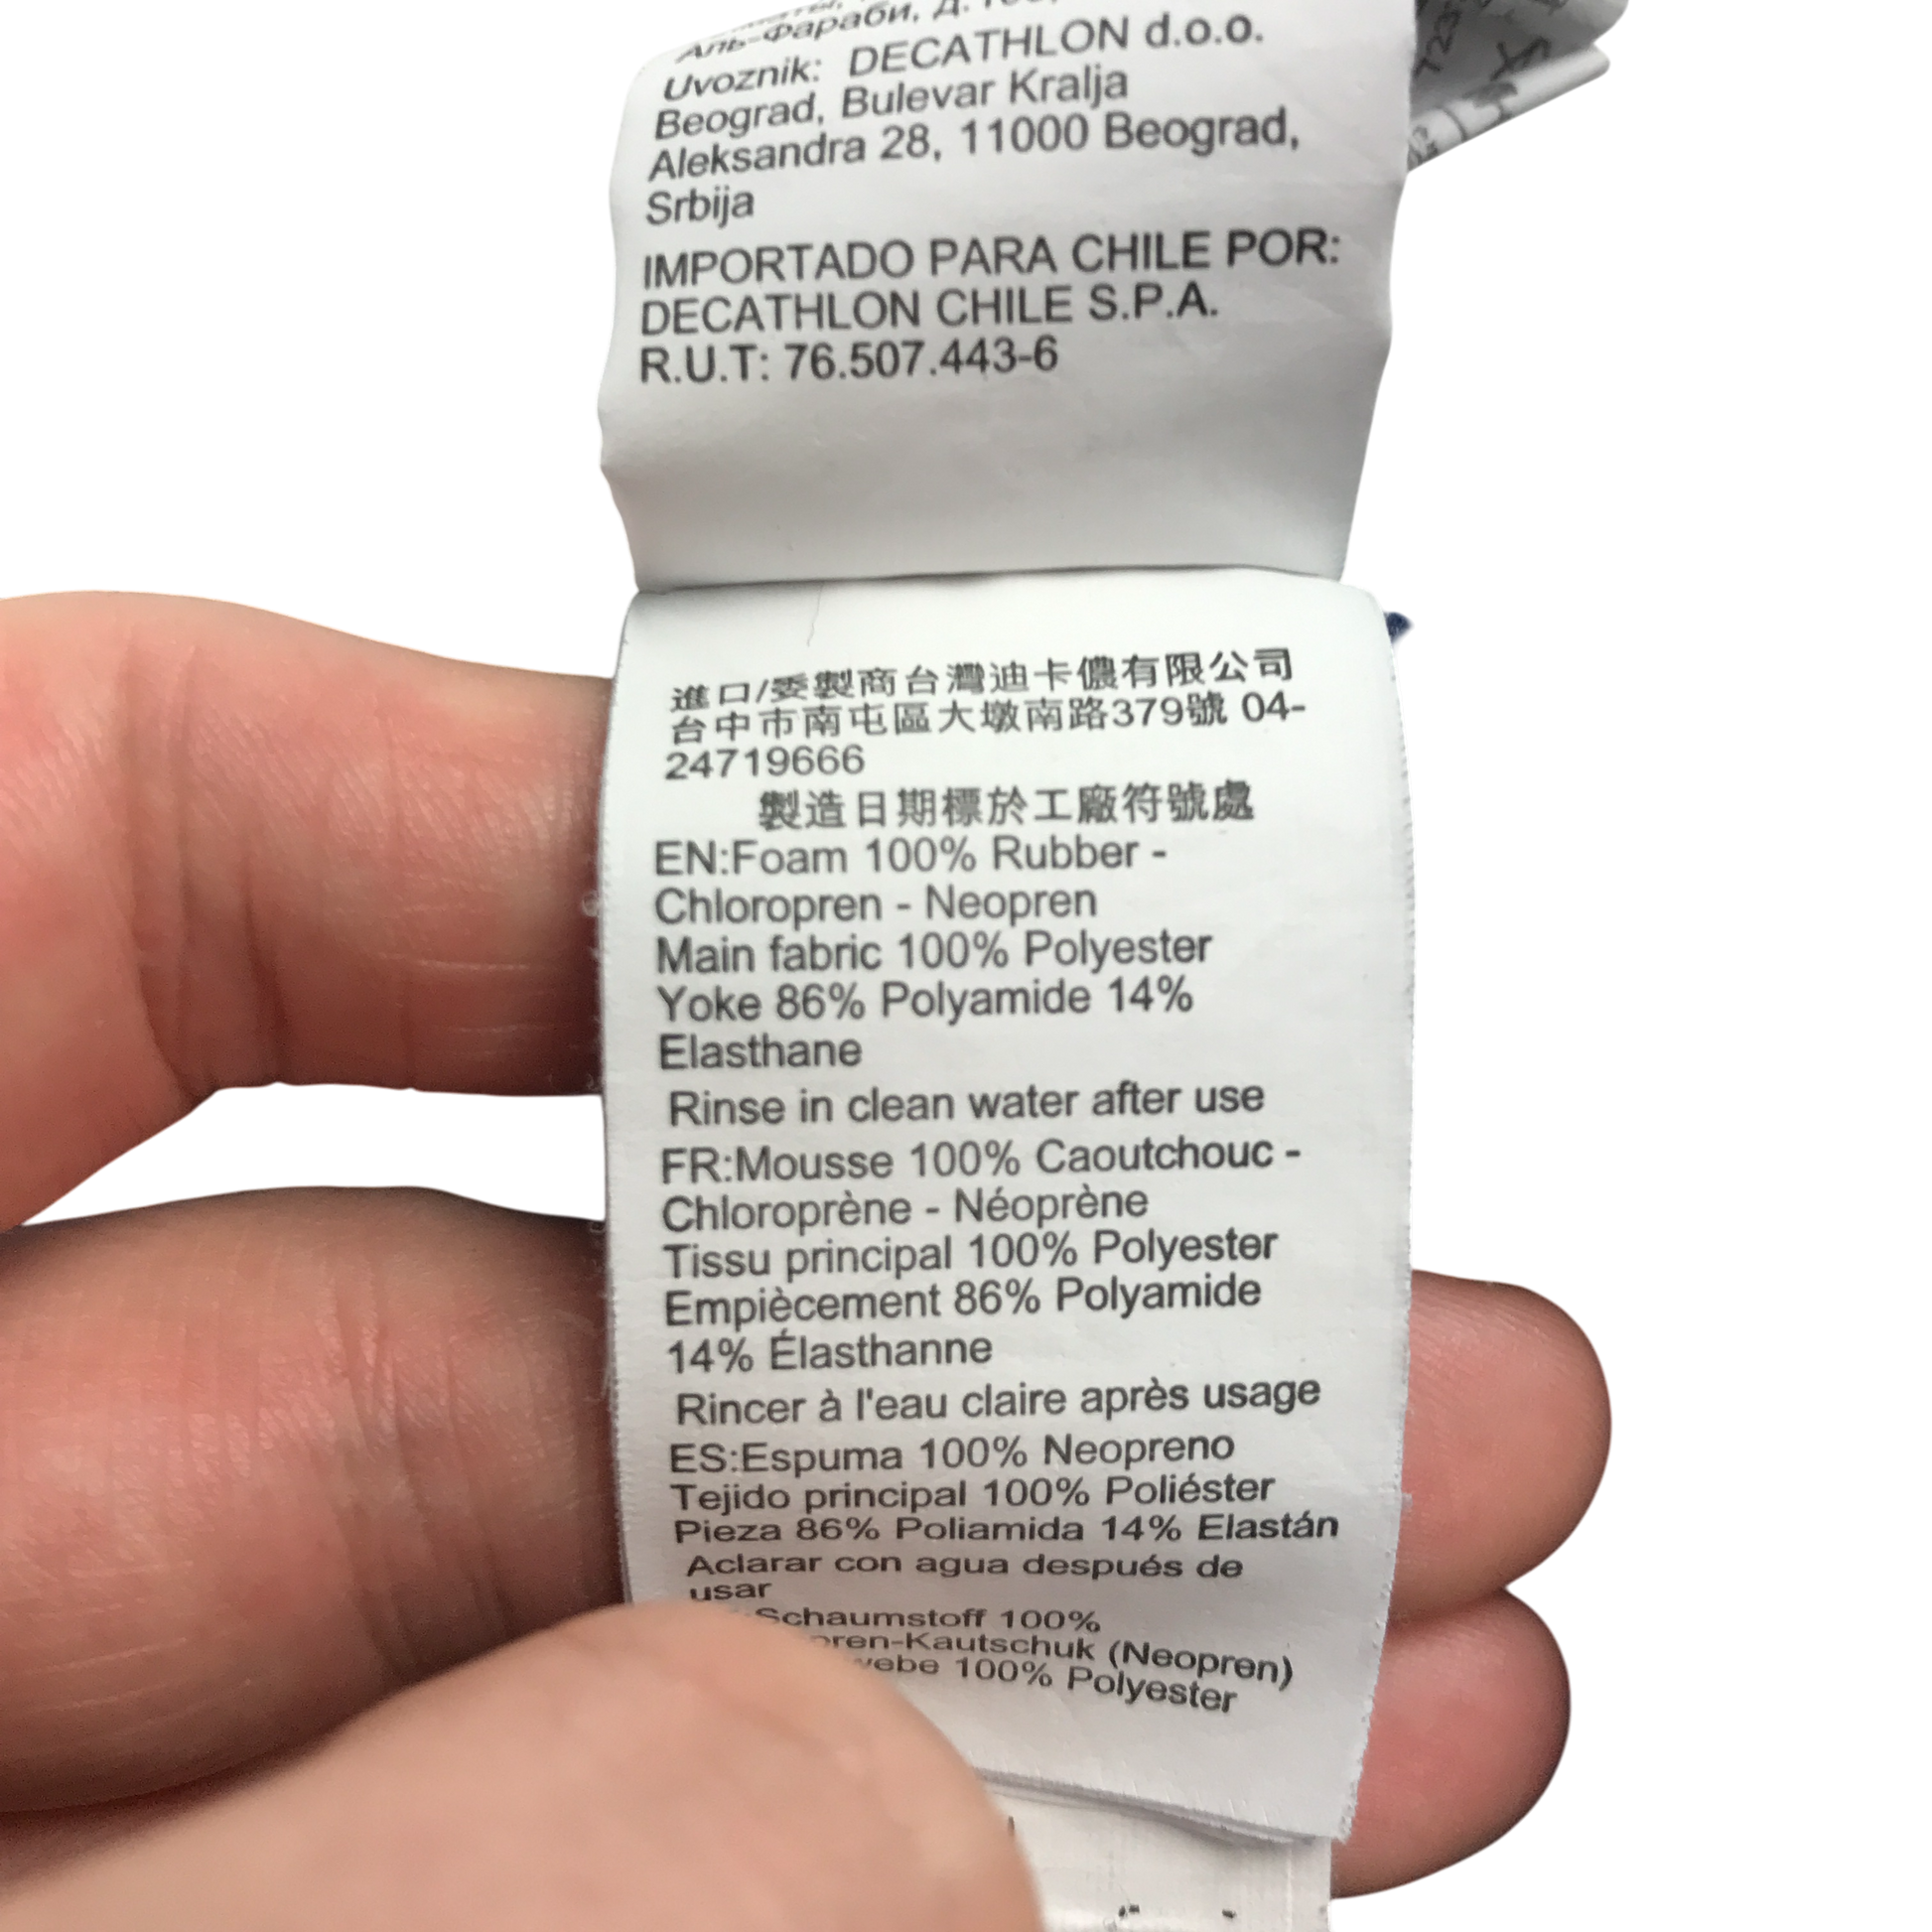 Аль-Фараби, д.
Uvoznik: DECATHLON d.o.o.
Beograd, Bulevar Kralja
Aleksandra 28, 11000 Beograd,
Srbija
IMPORTADO PARA CHILE POR:
DECATHLON CHILE S.P.A.
R.U.T: 76.507.443-6
進口/委製商台灣迪卡儂有限公司
台中市南屯區大墩南路379號 04-
24719666
製造日期標於工廠符號處
EN:Foam 100% Rubber -
Chloropren - Neopren
Main fabric 100% Polyester
Yoke 86% Polyamide 14%
Elasthane
Rinse in clean water after use
FR:Mousse 100% Caoutchouc -
Chloroprène - Néoprène
Tissu principal 100% Polyester
Empiècement 86% Polyamide
14% Élasthanne
Rincer à l'eau claire après usage
ES:Espuma 100% Neopreno
Tejido principal 100% Poliéster
Pieza 86% Poliamida 14% Elastán
Aclarar con agua después de
usar
Schaumstoff 100%
pren-Kautschuk (Neopren)
webe 100% Polyester